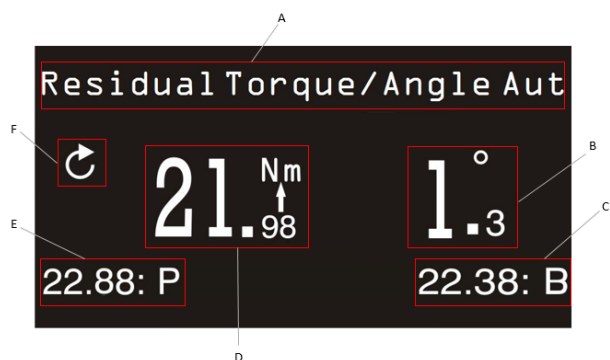 A
Residual Torque/Angle Aut
F
B
21.98 Nm
1.3°
C
E
22.88: P
22.38: B
D